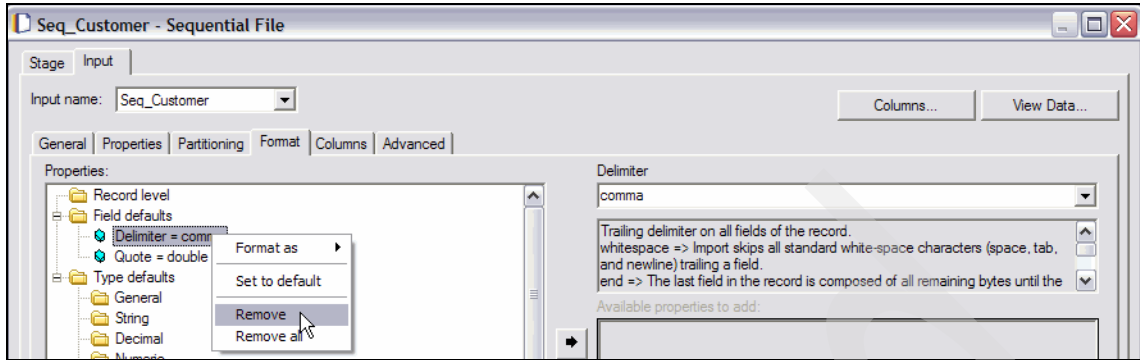 Seq_Customer - Sequential File
Stage Input
Input name: Seq_Customer
Columns... View Data...
General Properties Partitioning Format Columns Advanced
Properties:
Record level
Field defaults
Delimiter = comma
Quote = double
Type defaults
General
String
Decimal
Numeric
Format as
Set to default
Remove
Remove all
Delimiter
comma
Trailing delimiter on all fields of the record.
whitespace => Import skips all standard white-space characters (space, tab,
and newline) trailing a field.
end => The last field in the record is composed of all remaining bytes until the
Available properties to add: